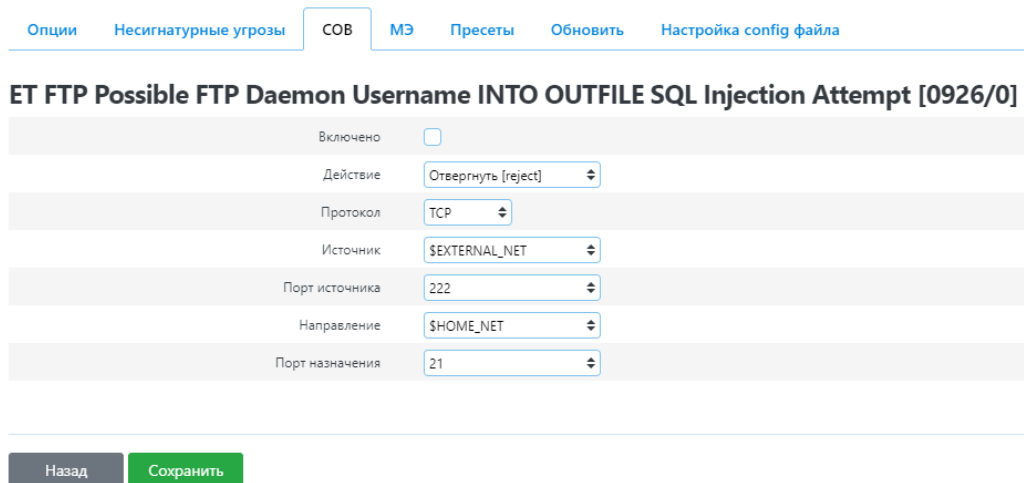 Опции Несигнатурные угрозы СОВ МЭ Пресеты Обновить Настройка config файла
ET FTP Possible FTP Daemon Username INTO OUTFILE SQL Injection Attempt [0926/0]
Включено
Действие Отвергнуть [reject]
Протокол TCP
Источник $EXTERNAL_NET
Порт источника 222
Направление $HOME_NET
Порт назначения 21
Назад Сохранить